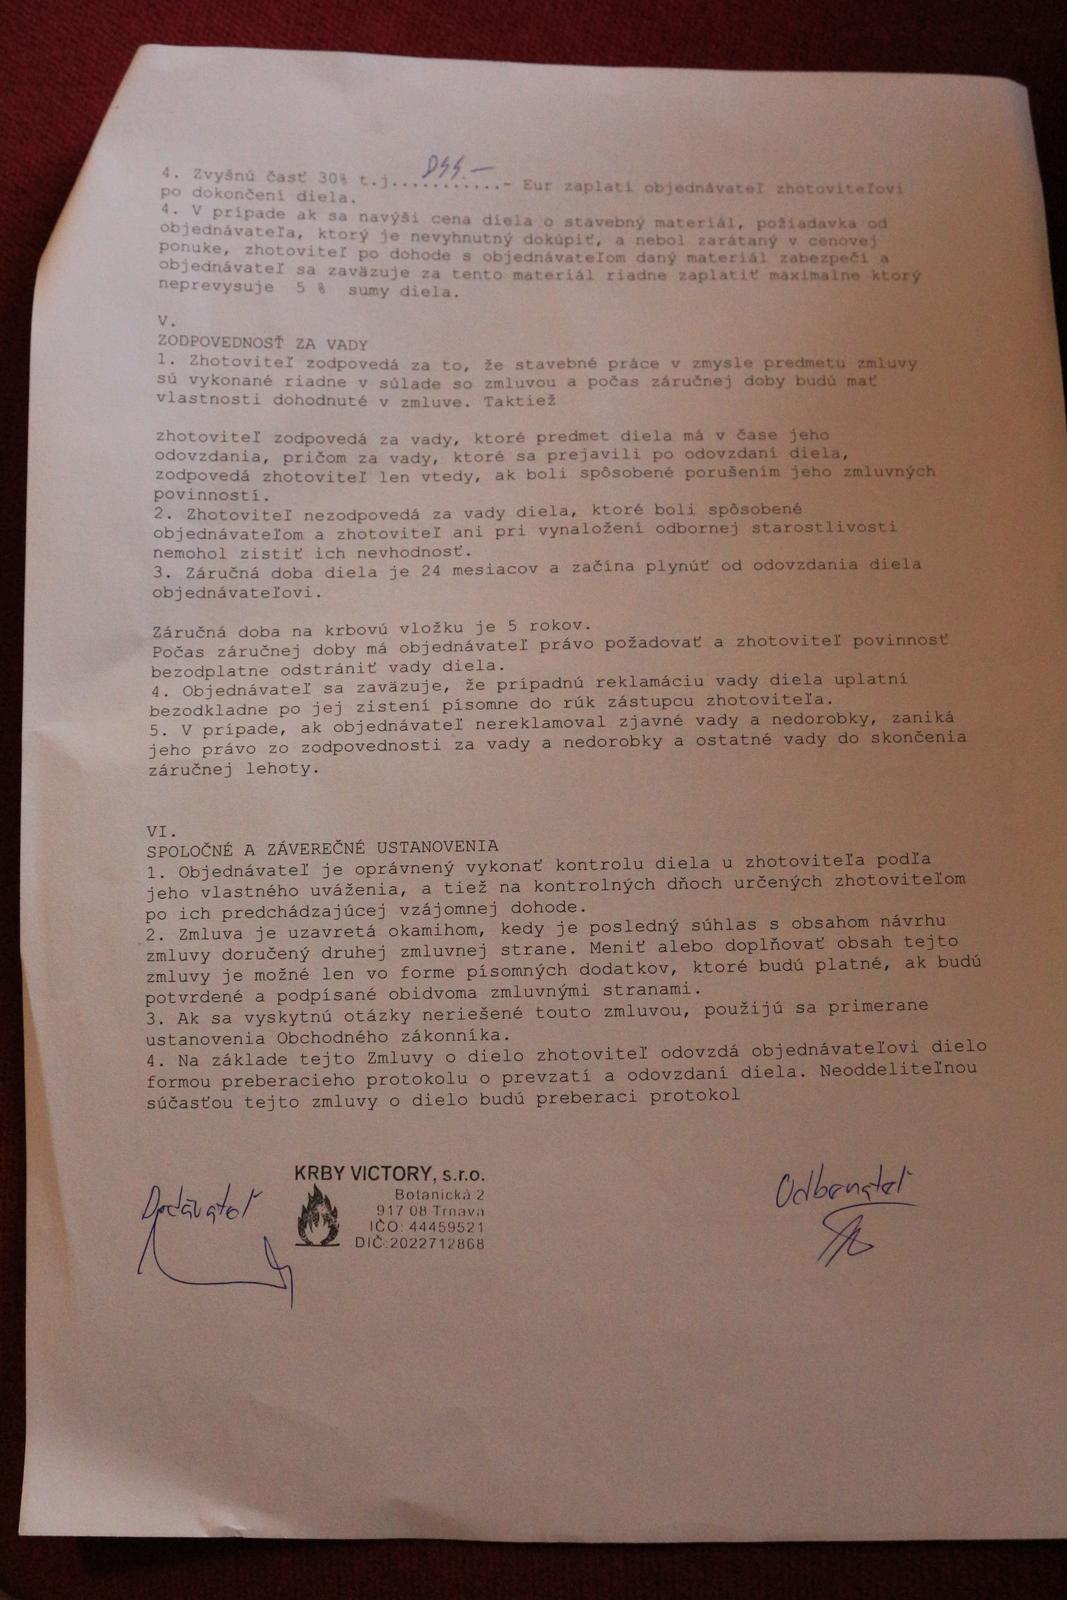 4. Zvyšnú časť 30% t.j...........- Eur zaplatí objednávateľ zhotoviteľovi
po dokončení diela.
4. V prípade ak sa navýši cena diela o stavebný materiál, požiadavka od
objednávateľa, ktorý je nevyhnutný dokúpiť, a nebol zarátaný v cenovej
ponuke, zhotoviteľ po dohode s objednávateľom daný materiál zabezpečí a
objednávateľ sa zaväzuje za tento materiál riadne zaplatiť maximalne ktorý
neprevysuje 5 % sumy diela.
V.
ZODPOVEDNOSŤ ZA VADY
1. Zhotoviteľ zodpovedá za to, že stavebné práce v zmysle predmetu zmluvy
sú vykonané riadne v súlade so zmluvou a počas záručnej doby budú mať
vlastnosti dohodnuté v zmluve. Taktiež
zhotoviteľ zodpovedá za vady, ktoré predmet diela má v čase jeho
odovzdania, pričom za vady, ktoré sa prejavili po odovzdaní diela,
zodpovedá zhotoviteľ len vtedy, ak boli spôsobené porušením jeho zmluvných
povinností.
2. Zhotoviteľ nezodpovedá za vady diela, ktoré boli spôsobené
objednávateľom a zhotoviteľ ani pri vynaložení odbornej starostlivosti
nemohol zistiť ich nevhodnosť.
3. Záručná doba diela je 24 mesiacov a začína plynúť od odovzdania diela
objednávateľovi.
Záručná doba na krbovú vložku je 5 rokov.
Počas záručnej doby má objednávateľ právo požadovať a zhotoviteľ povinnosť
bezodplatne odstrániť vady diela.
4. Objednávateľ sa zaväzuje, že prípadnú reklamáciu vady diela uplatní
bezodkladne po jej zistení písomne do rúk zástupcu zhotoviteľa.
5. V prípade, ak objednávateľ nereklamoval zjavné vady a nedorobky, zaniká
jeho právo zo zodpovednosti za vady a nedorobky a ostatné vady do skončenia
záručnej lehoty.
VI.
SPOLOČNÉ A ZÁVEREČNÉ USTANOVENIA
1. Objednávateľ je oprávnený vykonať kontrolu diela u zhotoviteľa podľa
jeho vlastného uváženia, a tiež na kontrolných dňoch určených zhotoviteľom
po ich predchádzajúcej vzájomnej dohode.
2. Zmluva je uzavretá okamihom, kedy je posledný súhlas s obsahom návrhu
zmluvy doručený druhej zmluvnej strane. Meniť alebo doplňovať obsah tejto
zmluvy je možné len vo forme písomných dodatkov, ktoré budú platné, ak budú
potvrdené a podpísané obidvoma zmluvnými stranami.
3. Ak sa vyskytnú otázky neriešené touto zmluvou, použijú sa primerane
ustanovenia Obchodného zákonníka.
4. Na základe tejto Zmluvy o dielo zhotoviteľ odovzdá objednávateľovi dielo
formou preberacieho protokolu o prevzatí a odovzdaní diela. Neoddeliteľnou
súčasťou tejto zmluvy o dielo budú preberaci protokol
Dodávateľ
KRBY VICTORY, s.r.o.
Botanická 2
917 08 Trnava
IČO: 44459521
DIČ:2022712868
Odberateľ